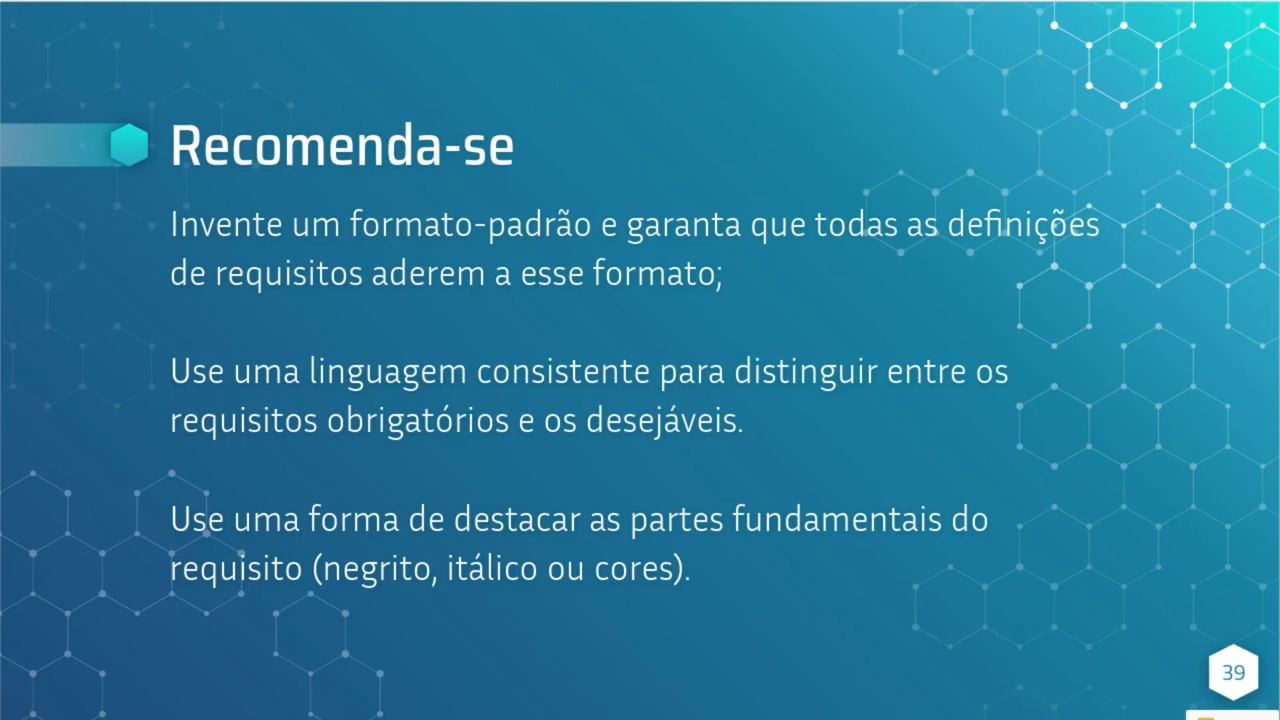 Recomenda-se
Invente um formato-padrão e garanta que todas as definições
de requisitos aderem a esse formato;
Use uma linguagem consistente para distinguir entre os
requisitos obrigatórios e os desejáveis.
Use uma forma de destacar as partes fundamentais do
requisito (negrito, itálico ou cores).
39